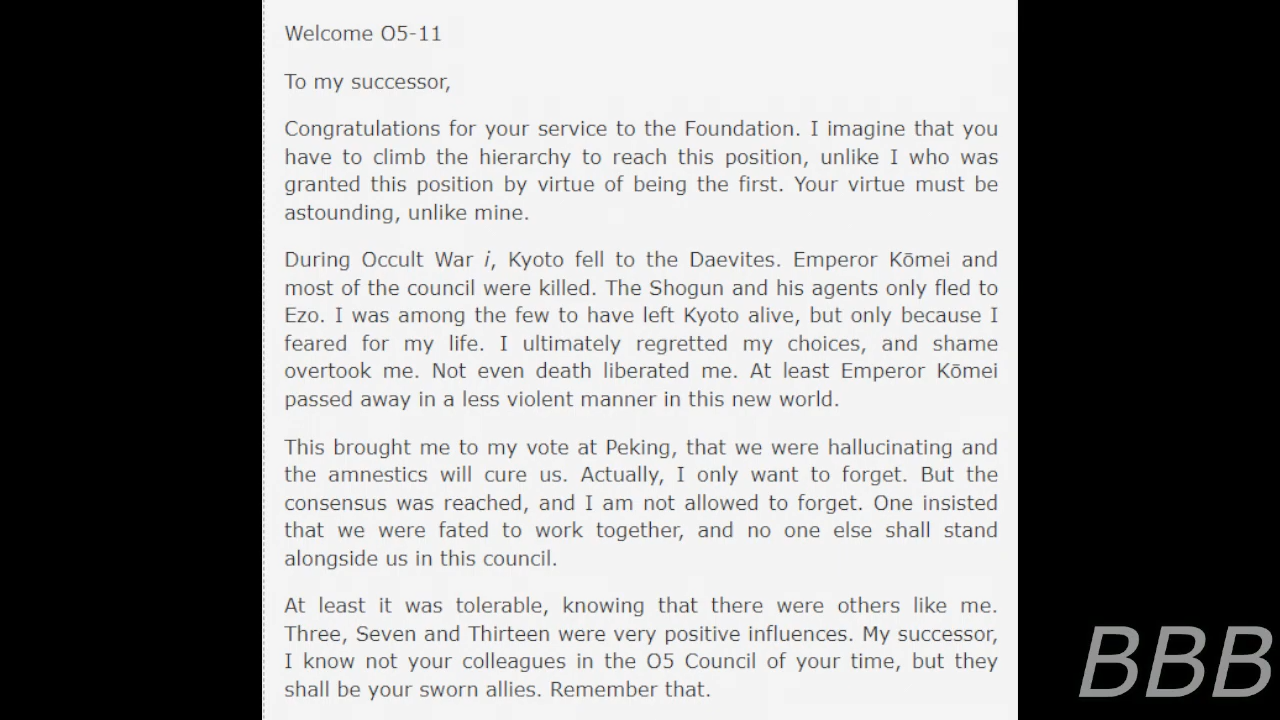 Welcome O5-11
To my successor,
Congratulations for your service to the Foundation. I imagine that you
have to climb the hierarchy to reach this position, unlike I who was
granted this position by virtue of being the first. Your virtue must be
astounding, unlike mine.
During Occult War i, Kyoto fell to the Daevites. Emperor Kōmei and
most of the council were killed. The Shogun and his agents only fled to
Ezo. I was among the few to have left Kyoto alive, but only because I
feared for my life. I ultimately regretted my choices, and shame
overtook me. Not even death liberated me. At least Emperor Kōmei
passed away in a less violent manner in this new world.
This brought me to my vote at Peking, that we were hallucinating and
the amnestics will cure us. Actually, I only want to forget. But the
consensus was reached, and I am not allowed to forget. One insisted
that we were fated to work together, and no one else shall stand
alongside us in this council.
At least it was tolerable, knowing that there were others like me.
Three, Seven and Thirteen were very positive influences. My successor,
I know not your colleagues in the O5 Council of your time, but they
shall be your sworn allies. Remember that.
BBB